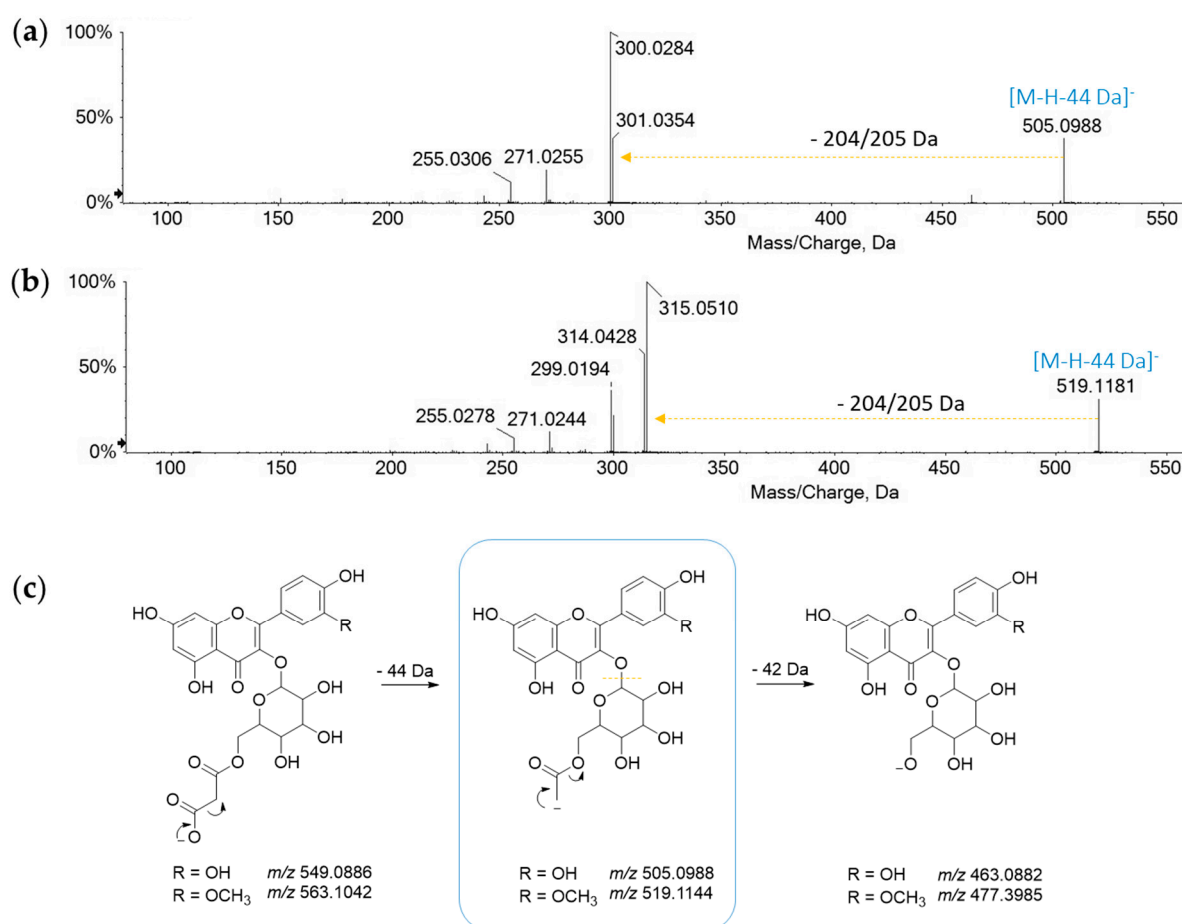 (a)
100%
50%
0%
300.0284
301.0354
255.0306
271.0255
- 204/205 Da
[M-H-44 Da]-
505.0988
100 150 200 250 300 350 400 450 500 550
Mass/Charge, Da
(b)
100%
50%
0%
315.0510
314.0428
299.0194
255.0278
271.0244
- 204/205 Da
[M-H-44 Da]-
519.1181
100 150 200 250 300 350 400 450 500 550
Mass/Charge, Da
(c)
OH
R
HO
O
O
OH
O
O
OH
OH
OH
O
O
O
O
O
–
- 44 Da
OH
R
HO
O
O
OH
O
O
OH
OH
OH
O
O
–
- 42 Da
OH
R
HO
O
O
OH
O
O
OH
OH
OH
–O
R = OH m/z 549.0886
R = OCH3 m/z 563.1042
R = OH m/z 505.0988
R = OCH3 m/z 519.1144
R = OH m/z 463.0882
R = OCH3 m/z 477.3985